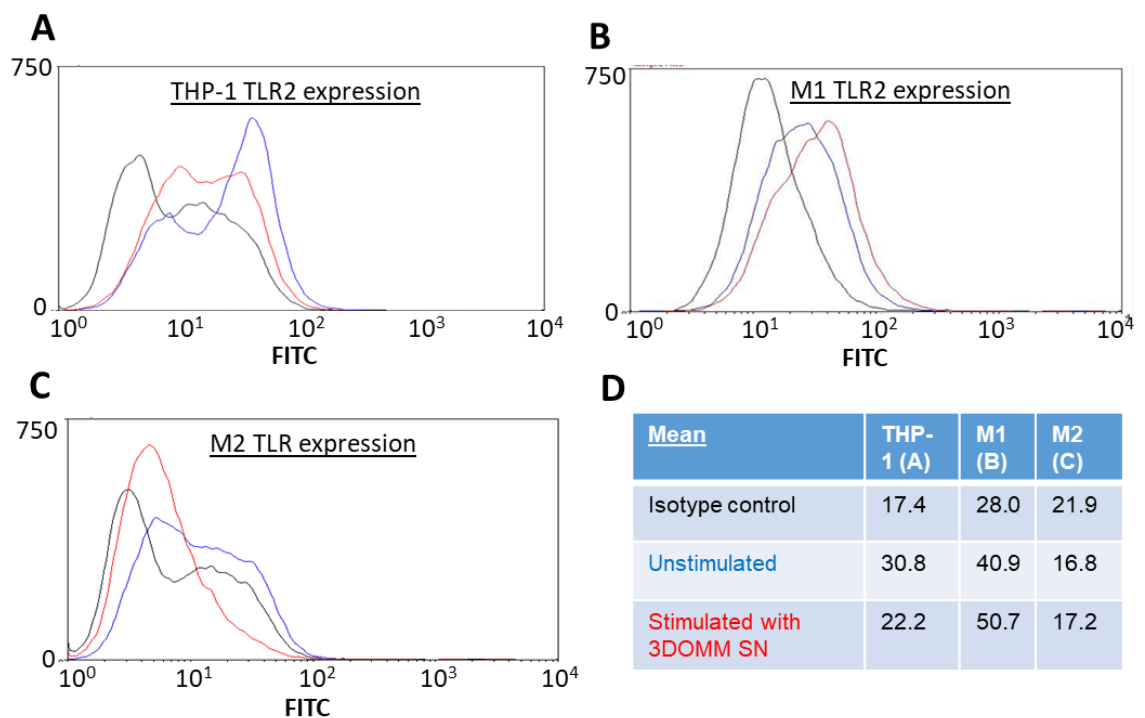 A
750
THP-1 TLR2 expression
0
10^0 10^1 10^2 10^3 10^4
FITC
B
750
M1 TLR2 expression
0
10^0 10^1 10^2 10^3 10^4
FITC
C
750
M2 TLR expression
0
10^0 10^1 10^2 10^3 10^4
FITC
D
Mean THP-1 (A) M1 (B) M2 (C)
Isotype control 17.4 28.0 21.9
Unstimulated 30.8 40.9 16.8
Stimulated with 3DOMM SN 22.2 50.7 17.2